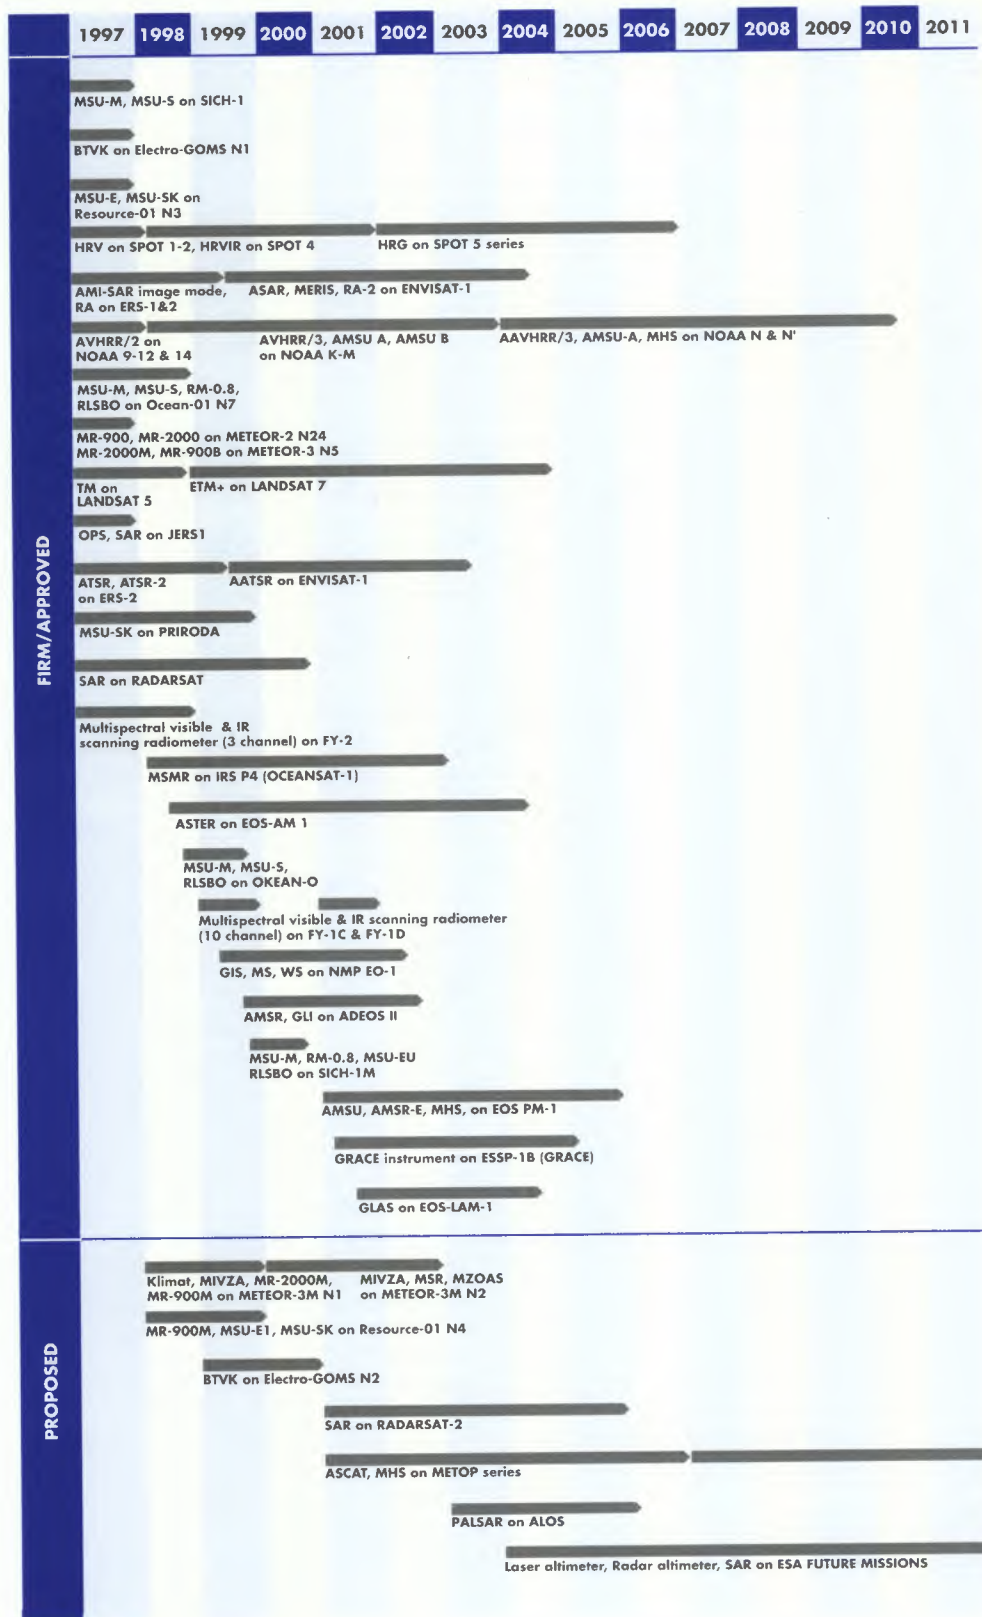 1997 1998 1999 2000 2001 2002 2003 2004 2005 2006 2007 2008 2009 2010 2011
FIRM/APPROVED
MSU-M, MSU-S on SICH-1
BTVK on Electro-GOMS N1
MSU-E, MSU-SK on
Resource-01 N3
HRV on SPOT 1-2, HRVIR on SPOT 4
HRG on SPOT 5 series
AMI-SAR image mode,
RA on ERS-1&2
ASAR, MERIS, RA-2 on ENVISAT-1
AVHRR/2 on
NOAA 9-12 & 14
AVHRR/3, AMSU A, AMSU B
on NOAA K-M
AAVHRR/3, AMSU-A, MHS on NOAA N & N'
MSU-M, MSU-S, RM-0.8,
RLSBO on Ocean-01 N7
MR-900, MR-2000 on METEOR-2 N24
MR-2000M, MR-900B on METEOR-3 N5
TM on
LANDSAT 5
ETM+ on LANDSAT 7
OPS, SAR on JERS1
ATSR, ATSR-2
on ERS-2
AATSR on ENVISAT-1
MSU-SK on PRIRODA
SAR on RADARSAT
Multispectral visible & IR
scanning radiometer (3 channel) on FY-2
MSMR on IRS P4 (OCEANSAT-1)
ASTER on EOS-AM 1
MSU-M, MSU-S,
RLSBO on OKEAN-O
Multispectral visible & IR scanning radiometer
(10 channel) on FY-1C & FY-1D
GIS, MS, WS on NMP EO-1
AMSR, GLI on ADEOS II
MSU-M, RM-0.8, MSU-EU
RLSBO on SICH-1M
AMSU, AMSR-E, MHS, on EOS PM-1
GRACE instrument on ESSP-1B (GRACE)
GLAS on EOS-LAM-1
PROPOSED
Klimat, MIVZA, MR-2000M,
MR-900M on METEOR-3M N1
MIVZA, MSR, MZOAS
on METEOR-3M N2
MR-900M, MSU-E1, MSU-SK on Resource-01 N4
BTVK on Electro-GOMS N2
SAR on RADARSAT-2
ASCAT, MHS on METOP series
PALSAR on ALOS
Laser altimeter, Radar altimeter, SAR on ESA FUTURE MISSIONS